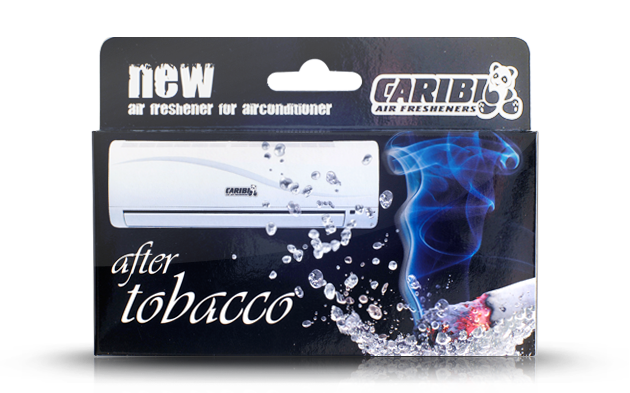 new
air freshener for airconditioner
CARIBI
AIR FRESHENERS
CARIBI
after
tobacco